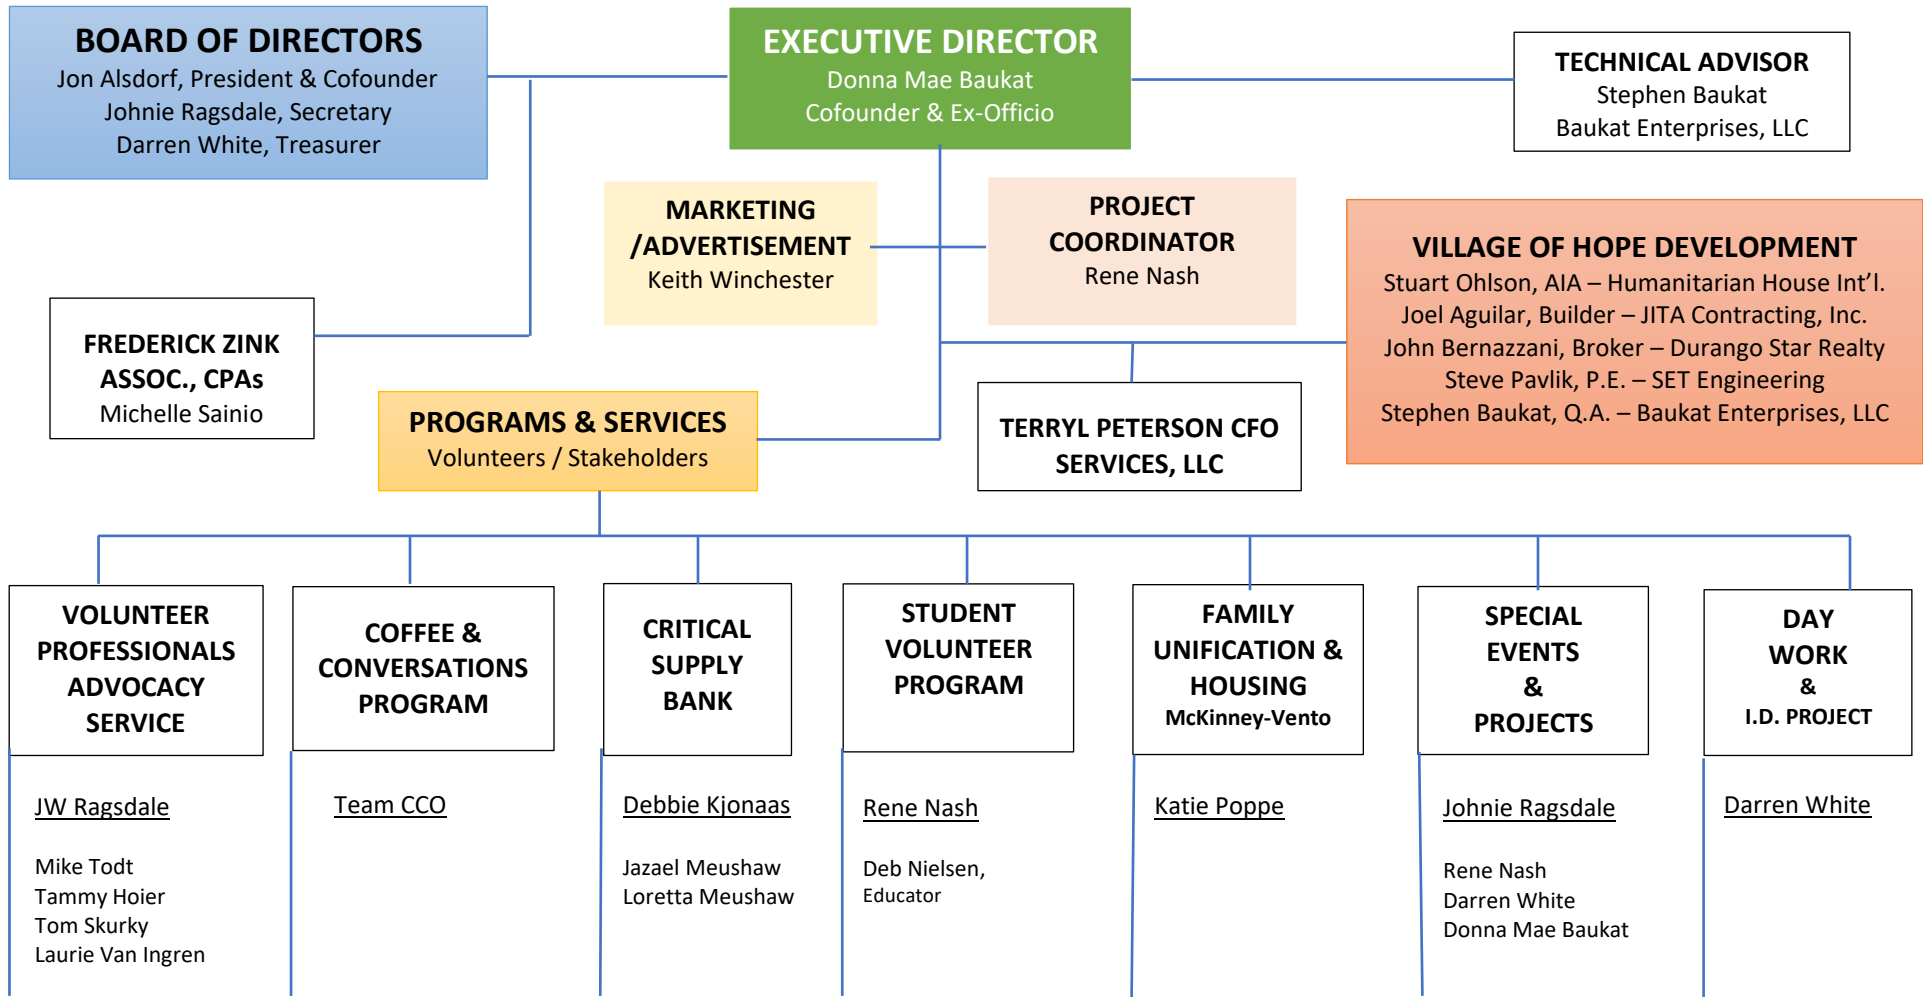 BOARD OF DIRECTORS
Jon Alsdorf, President & Cofounder
Johnie Ragsdale, Secretary
Darren White, Treasurer
EXECUTIVE DIRECTOR
Donna Mae Baukat
Cofounder & Ex-Officio
TECHNICAL ADVISOR
Stephen Baukat
Baukat Enterprises, LLC
MARKETING
/ADVERTISEMENT
Keith Winchester
PROJECT
COORDINATOR
Rene Nash
VILLAGE OF HOPE DEVELOPMENT
Stuart Ohlson, AIA – Humanitarian House Int’l.
Joel Aguilar, Builder – JITA Contracting, Inc.
John Bernazzani, Broker – Durango Star Realty
Steve Pavlik, P.E. – SET Engineering
Stephen Baukat, Q.A. – Baukat Enterprises, LLC
FREDERICK ZINK
ASSOC., CPAs
Michelle Sainio
PROGRAMS & SERVICES
Volunteers / Stakeholders
TERRYL PETERSON CFO
SERVICES, LLC
VOLUNTEER
PROFESSIONALS
ADVOCACY
SERVICE
COFFEE &
CONVERSATIONS
PROGRAM
CRITICAL
SUPPLY
BANK
STUDENT
VOLUNTEER
PROGRAM
FAMILY
UNIFICATION &
HOUSING
McKinney-Vento
SPECIAL
EVENTS
&
PROJECTS
DAY
WORK
&
I.D. PROJECT
JW Ragsdale
Mike Todt
Tammy Hoier
Tom Skurky
Laurie Van Ingren
Team CCO
Debbie Kjonaas
Jazael Meushaw
Loretta Meushaw
Rene Nash
Deb Nielsen,
Educator
Katie Poppe
Johnie Ragsdale
Rene Nash
Darren White
Donna Mae Baukat
Darren White